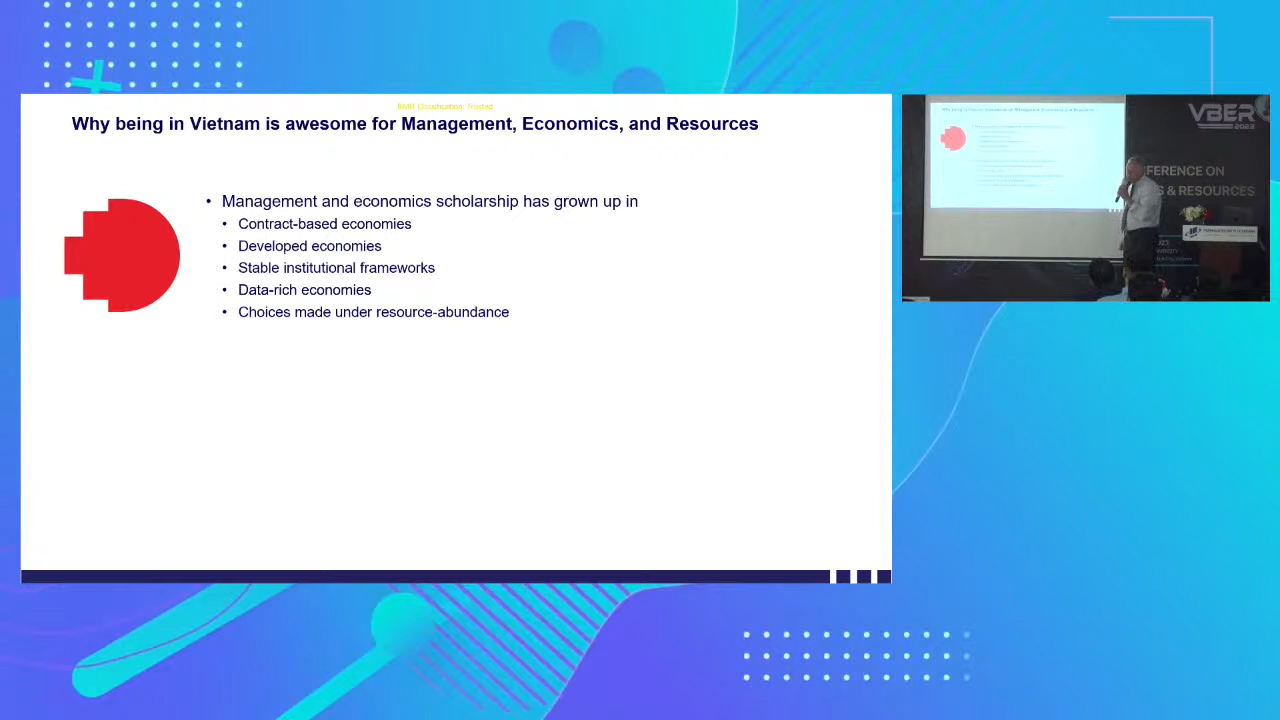 RMIT Classification: Trusted
Why being in Vietnam is awesome for Management, Economics, and Resources
• Management and economics scholarship has grown up in
• Contract-based economies
• Developed economies
• Stable institutional frameworks
• Data-rich economies
• Choices made under resource-abundance
VBER
2023
FERENCE ON
& RESOURCES